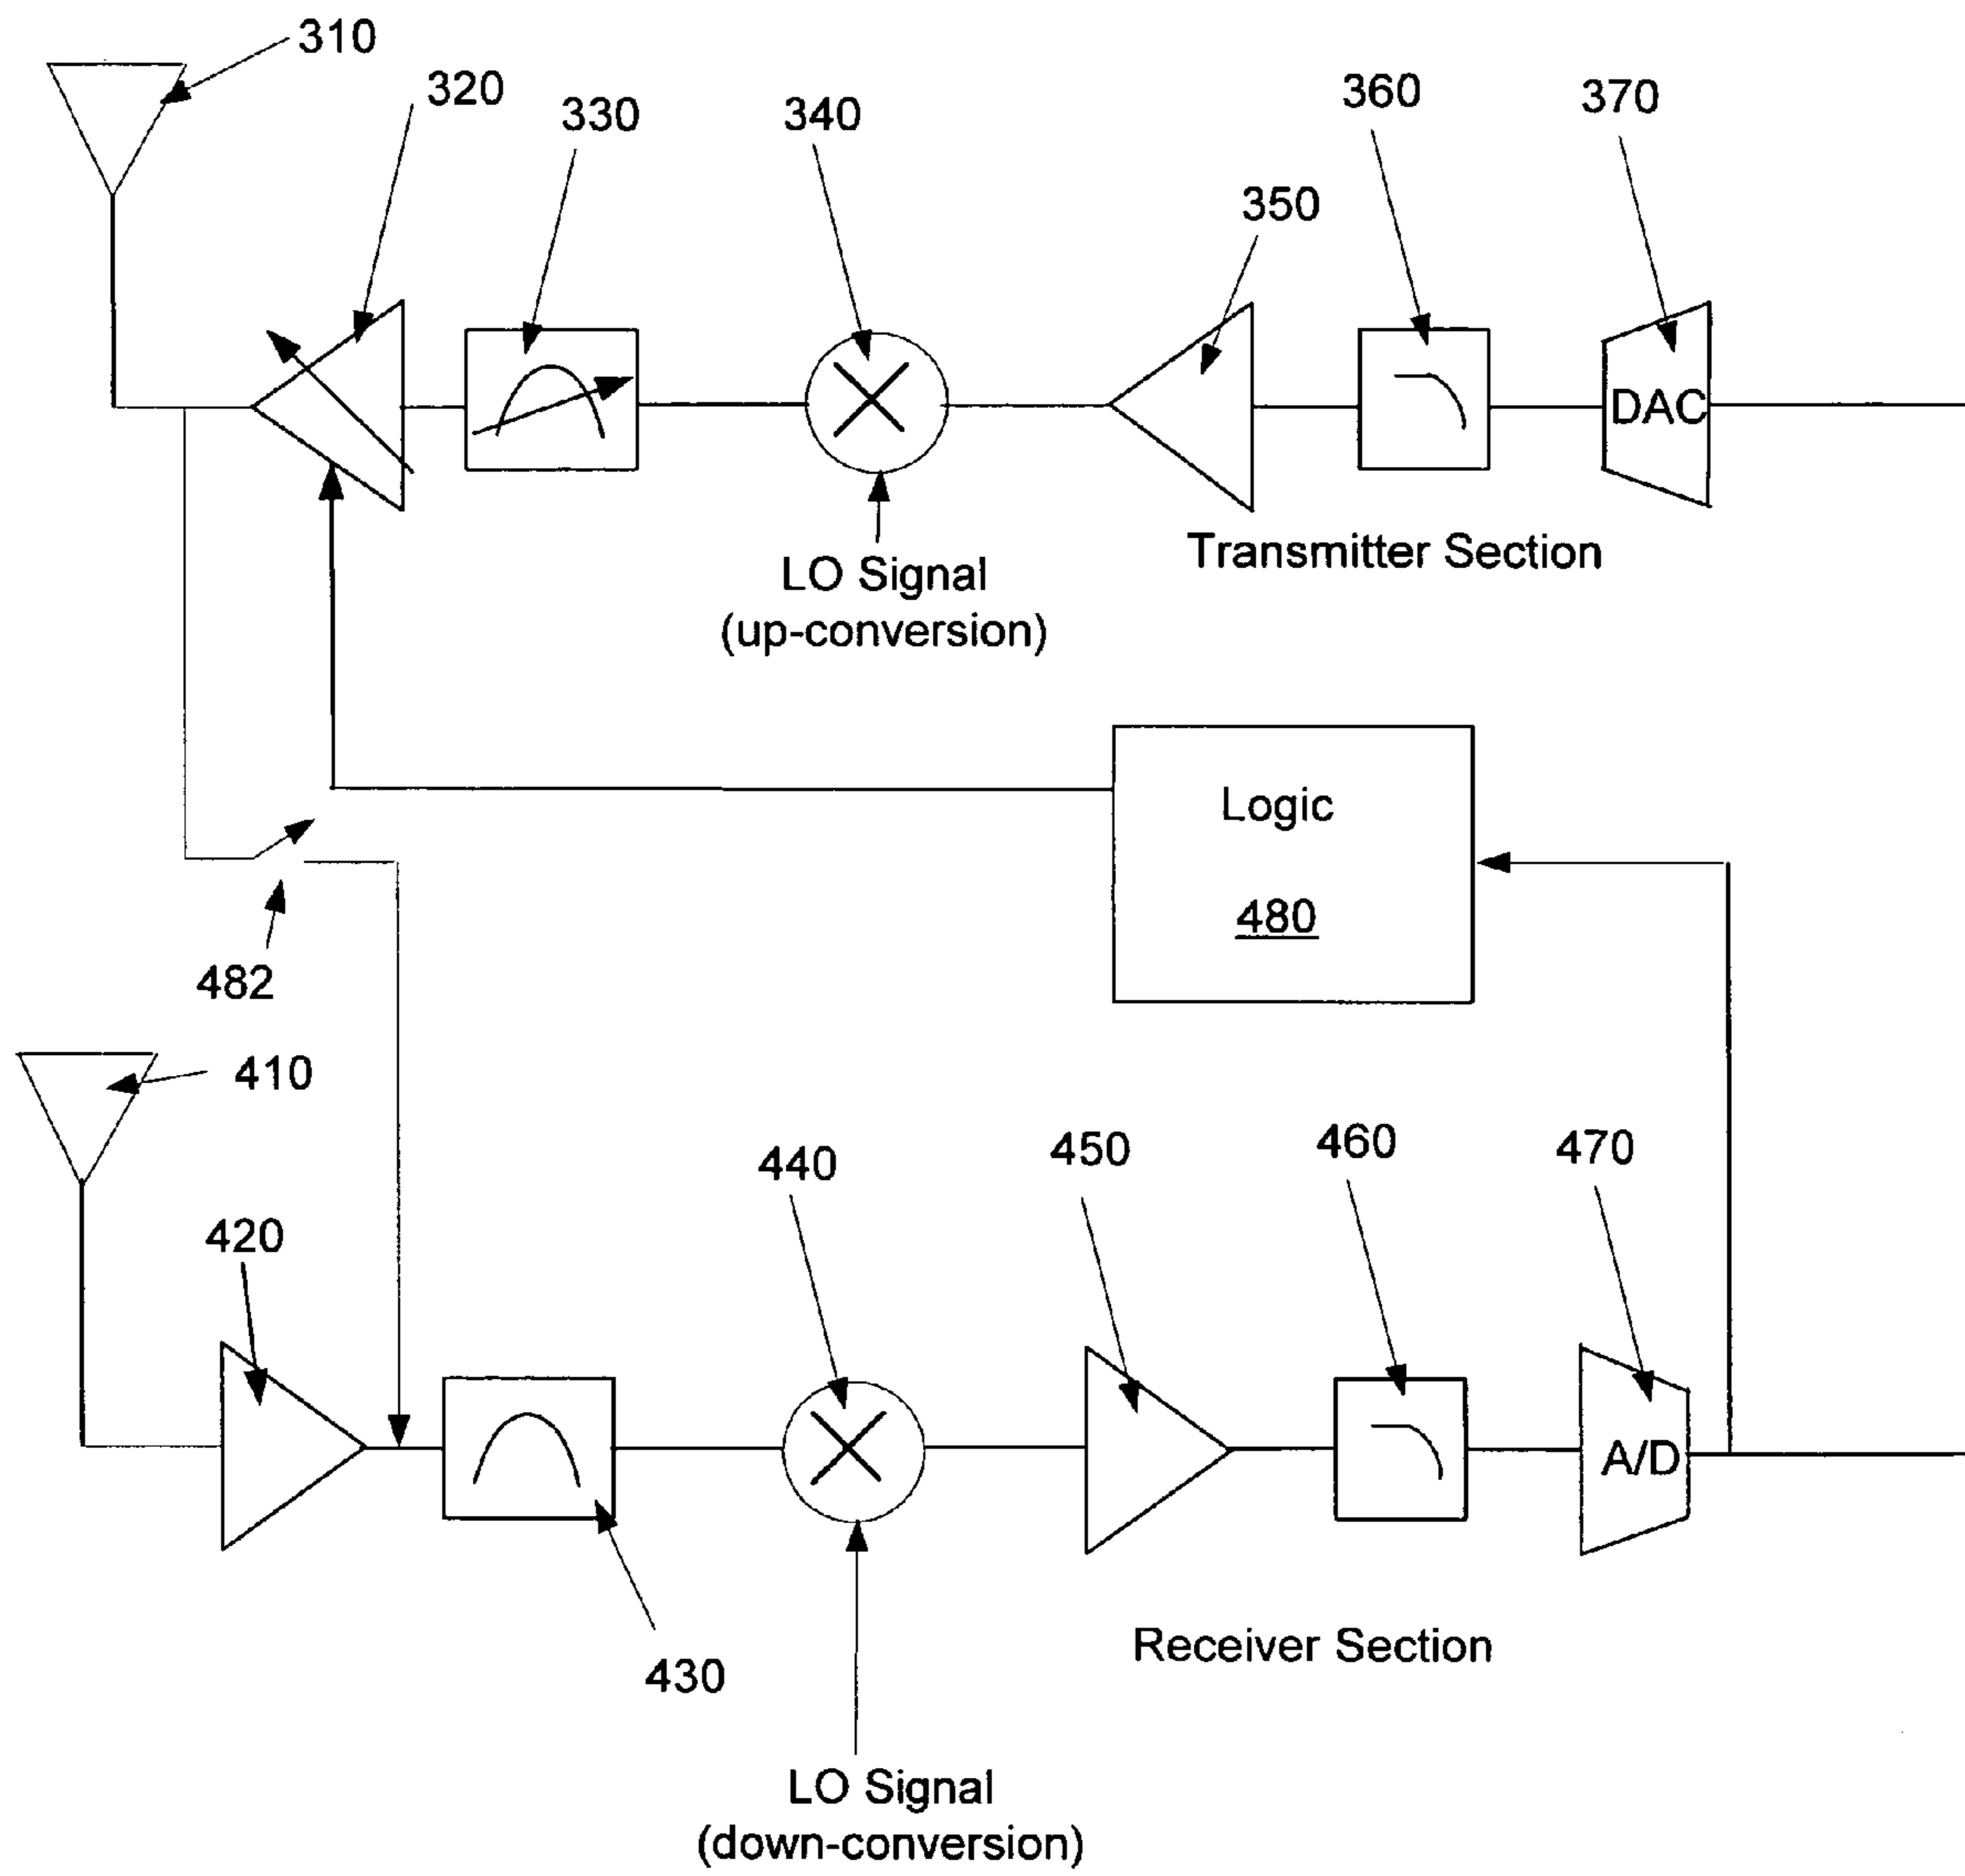 310
320
330
340
360
370
350
DAC
Transmitter Section
LO Signal
(up-conversion)
Logic
480
482
410
420
440
450
460
470
A/D
430
Receiver Section
LO Signal
(down-conversion)